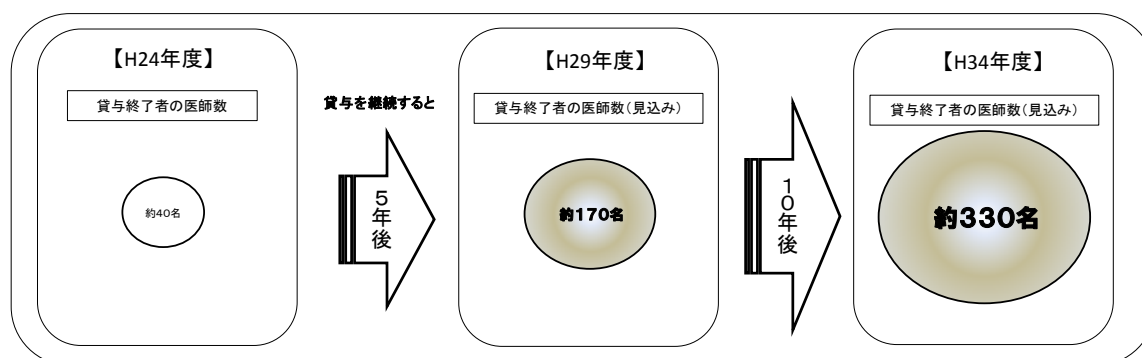 【H24年度】
貸与終了者の医師数
約40名
貸与を継続すると
5年後
【H29年度】
貸与終了者の医師数(見込み)
約170名
10年後
【H34年度】
貸与終了者の医師数(見込み)
約330名